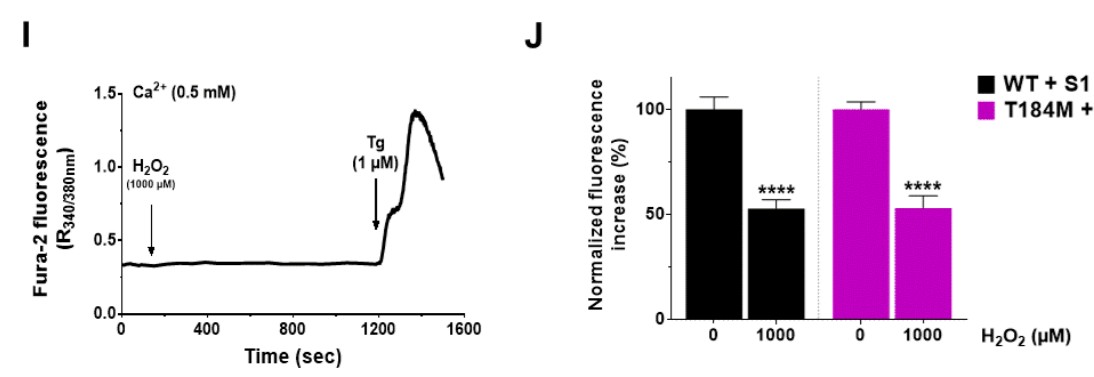 I
Fura-2 fluorescence
(R340/380nm)
1.5
1.0
0.5
0.0
Ca²⁺ (0.5 mM)
H₂O₂
(1000 µM)
Tg
(1 µM)
0 400 800 1200 1600
Time (sec)
J
Normalized fluorescence
increase (%)
100
50
0
****
****
0 1000 0 1000
H₂O₂ (µM)
WT + S1
T184M +